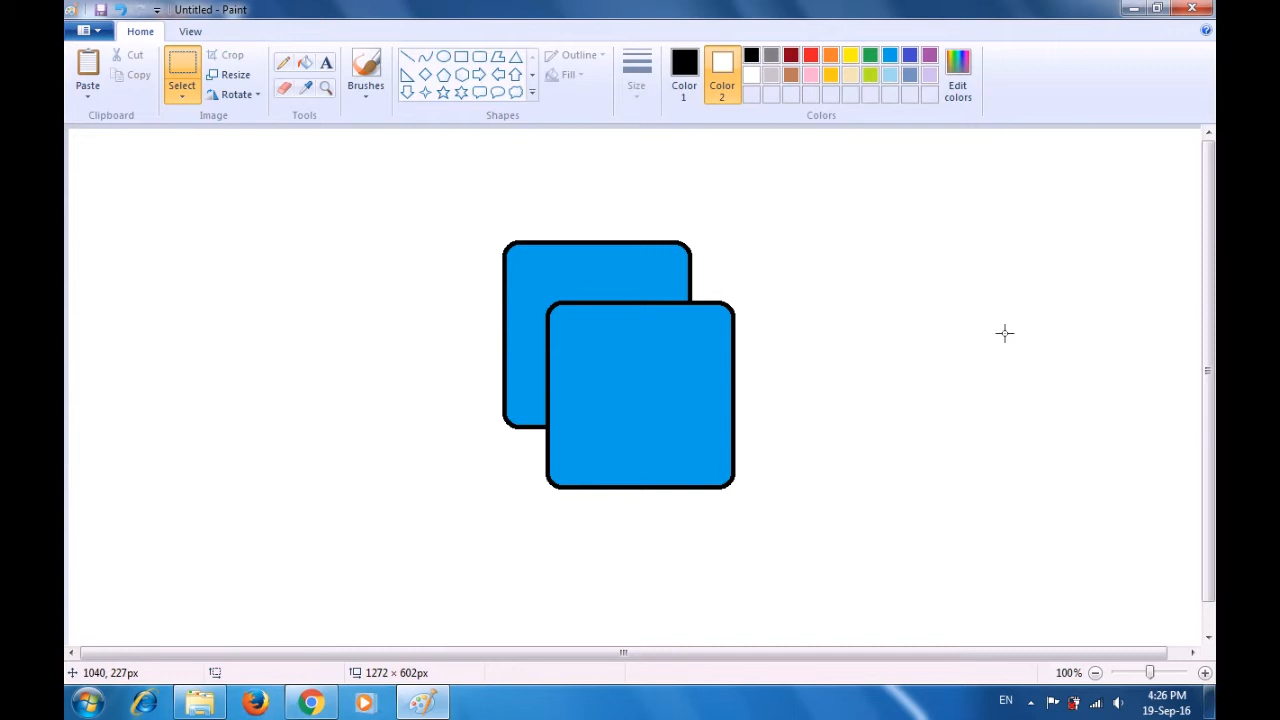 Untitled - Paint
Home View
Paste
Cut
Copy
Clipboard
Select
Crop
Resize
Rotate
Image
A
Tools
Brushes
Outline
Fill
Shapes
Size
Color 1
Color 2
Edit colors
Colors
1040, 227px
1272 × 602px
100%
EN
4:26 PM
19-Sep-16